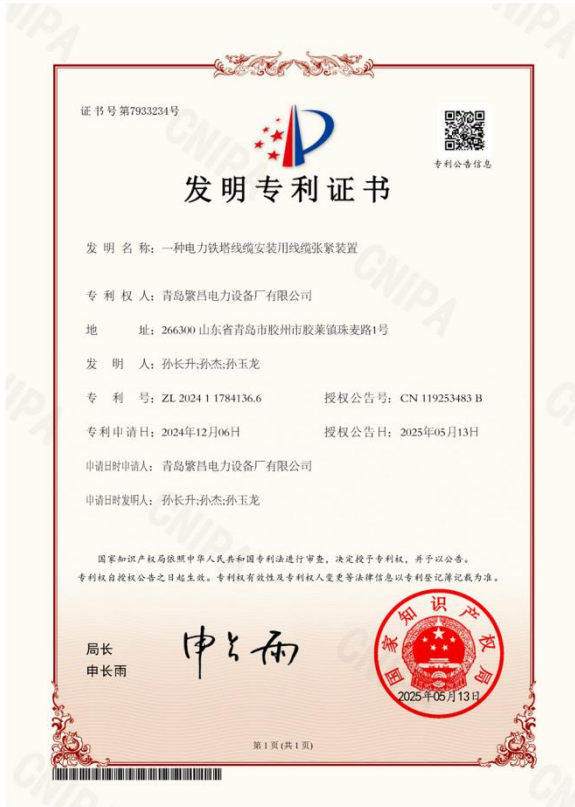 证书号第7933234号
专利公告信息
发明专利证书
发明名称：一种电力铁塔线缆安装用线缆张紧装置
专利权人：青岛繁昌电力设备厂有限公司
地址：266300 山东省青岛市胶州市胶莱镇珠麦路1号
发明人：孙长升;孙杰;孙玉龙
专利号：ZL 2024 1 1784136.6 授权公告号：CN 119253483 B
专利申请日：2024年12月06日 授权公告日：2025年05月13日
申请日时申请人：青岛繁昌电力设备厂有限公司
申请日时发明人：孙长升;孙杰;孙玉龙
国家知识产权局依照中华人民共和国专利法进行审查，决定授予专利权，并予以公告。
专利权自授权公告之日起生效。专利权有效性及专利权人变更等法律信息以专利登记簿记载为准。
局长
申长雨
申长雨
国家知识产权局
2025年05月13日
第1页(共1页)
CNIPA